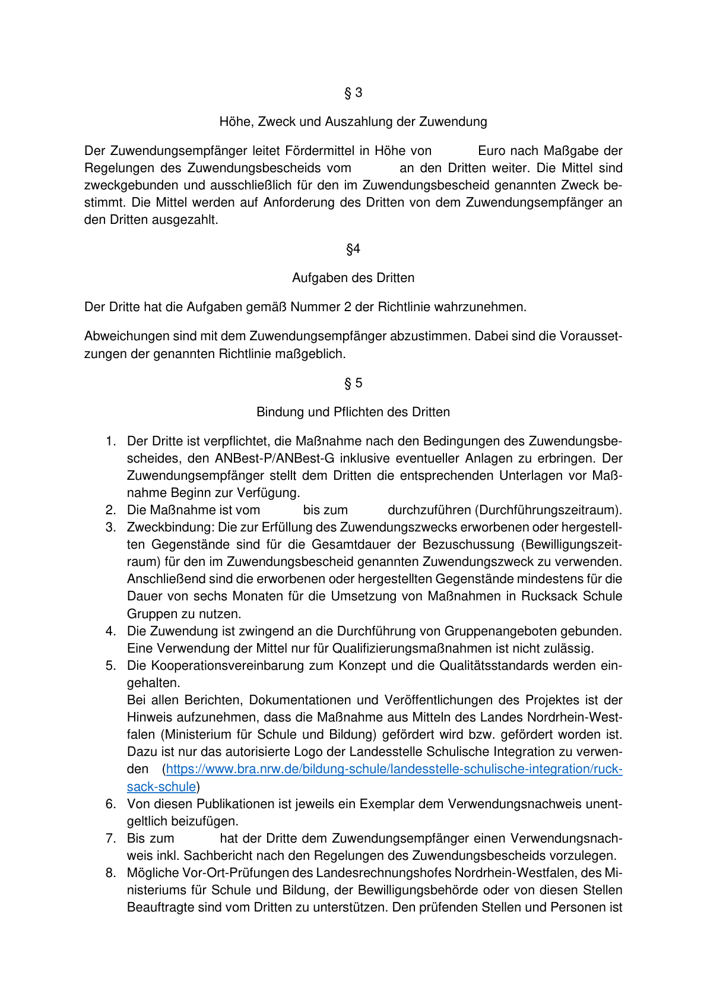 § 3
Höhe, Zweck und Auszahlung der Zuwendung
Der Zuwendungsempfänger leitet Fördermittel in Höhe von Euro nach Maßgabe der
Regelungen des Zuwendungsbescheids vom an den Dritten weiter. Die Mittel sind
zweckgebunden und ausschließlich für den im Zuwendungsbescheid genannten Zweck be-
stimmt. Die Mittel werden auf Anforderung des Dritten von dem Zuwendungsempfänger an
den Dritten ausgezahlt.
§4
Aufgaben des Dritten
Der Dritte hat die Aufgaben gemäß Nummer 2 der Richtlinie wahrzunehmen.
Abweichungen sind mit dem Zuwendungsempfänger abzustimmen. Dabei sind die Vorausset-
zungen der genannten Richtlinie maßgeblich.
§ 5
Bindung und Pflichten des Dritten
1. Der Dritte ist verpflichtet, die Maßnahme nach den Bedingungen des Zuwendungsbe-
scheides, den ANBest-P/ANBest-G inklusive eventueller Anlagen zu erbringen. Der
Zuwendungsempfänger stellt dem Dritten die entsprechenden Unterlagen vor Maß-
nahme Beginn zur Verfügung.
2. Die Maßnahme ist vom bis zum durchzuführen (Durchführungszeitraum).
3. Zweckbindung: Die zur Erfüllung des Zuwendungszwecks erworbenen oder hergestell-
ten Gegenstände sind für die Gesamtdauer der Bezuschussung (Bewilligungszeit-
raum) für den im Zuwendungsbescheid genannten Zuwendungszweck zu verwenden.
Anschließend sind die erworbenen oder hergestellten Gegenstände mindestens für die
Dauer von sechs Monaten für die Umsetzung von Maßnahmen in Rucksack Schule
Gruppen zu nutzen.
4. Die Zuwendung ist zwingend an die Durchführung von Gruppenangeboten gebunden.
Eine Verwendung der Mittel nur für Qualifizierungsmaßnahmen ist nicht zulässig.
5. Die Kooperationsvereinbarung zum Konzept und die Qualitätsstandards werden ein-
gehalten.
Bei allen Berichten, Dokumentationen und Veröffentlichungen des Projektes ist der
Hinweis aufzunehmen, dass die Maßnahme aus Mitteln des Landes Nordrhein-West-
falen (Ministerium für Schule und Bildung) gefördert wird bzw. gefördert worden ist.
Dazu ist nur das autorisierte Logo der Landesstelle Schulische Integration zu verwen-
den (https://www.bra.nrw.de/bildung-schule/landesstelle-schulische-integration/ruck-
sack-schule)
6. Von diesen Publikationen ist jeweils ein Exemplar dem Verwendungsnachweis unent-
geltlich beizufügen.
7. Bis zum hat der Dritte dem Zuwendungsempfänger einen Verwendungsnach-
weis inkl. Sachbericht nach den Regelungen des Zuwendungsbescheids vorzulegen.
8. Mögliche Vor-Ort-Prüfungen des Landesrechnungshofes Nordrhein-Westfalen, des Mi-
nisteriums für Schule und Bildung, der Bewilligungsbehörde oder von diesen Stellen
Beauftragte sind vom Dritten zu unterstützen. Den prüfenden Stellen und Personen ist